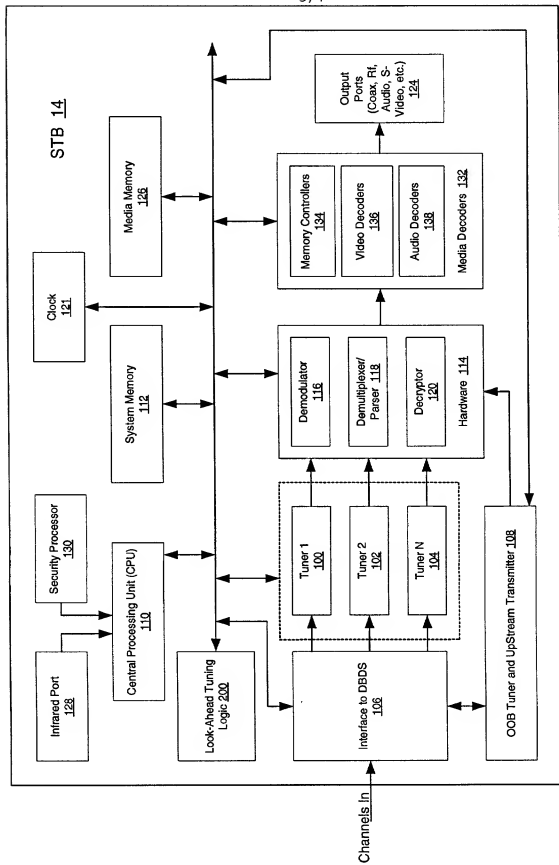 STB 14
Infrared Port
128
Security Processor
130
Clock
121
Central Processing Unit (CPU)
110
System Memory
112
Media Memory
126
Look-Ahead Tuning
Logic 200
Channels In
Interface to DBDS
106
Tuner 1
100
Tuner 2
102
Tuner N
104
Demodulator
116
Demultiplexer/
Parser 118
Decryptor
120
Hardware 114
Memory Controllers
134
Video Decoders
136
Audio Decoders
138
Media Decoders 132
Output
Ports
(Coax, Rf,
Audio, S-
Video, etc.)
124
OOB Tuner and UpStream Transmitter 108